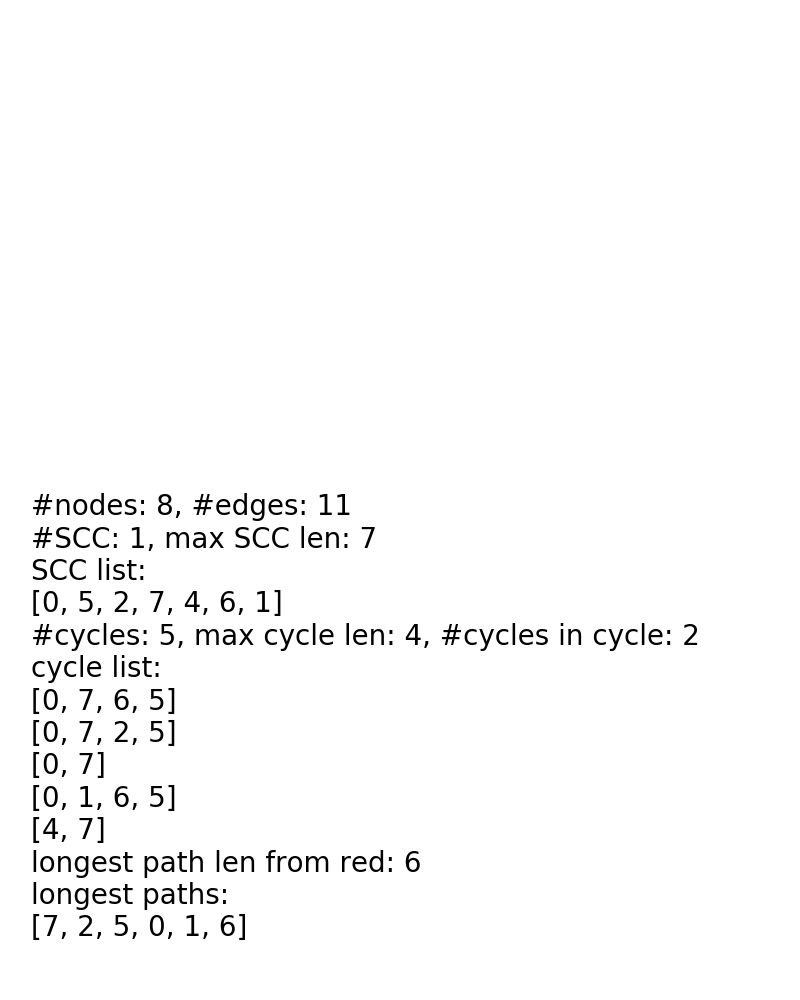 #nodes: 8, #edges: 11
#SCC: 1, max SCC len: 7
SCC list:
[0, 5, 2, 7, 4, 6, 1]
#cycles: 5, max cycle len: 4, #cycles in cycle: 2
cycle list:
[0, 7, 6, 5]
[0, 7, 2, 5]
[0, 7]
[0, 1, 6, 5]
[4, 7]
longest path len from red: 6
longest paths:
[7, 2, 5, 0, 1, 6]